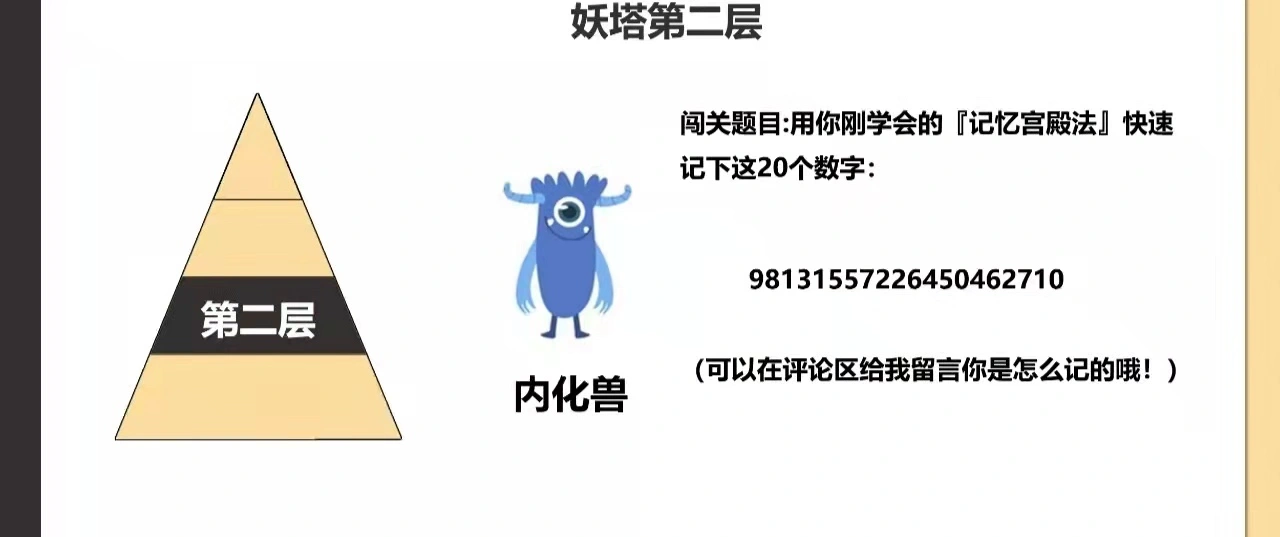 妖塔第二层
第二层
内化兽
闯关题目:用你刚学会的『记忆宫殿法』快速
记下这20个数字：
98131557226450462710
（可以在评论区给我留言你是怎么记的哦！）